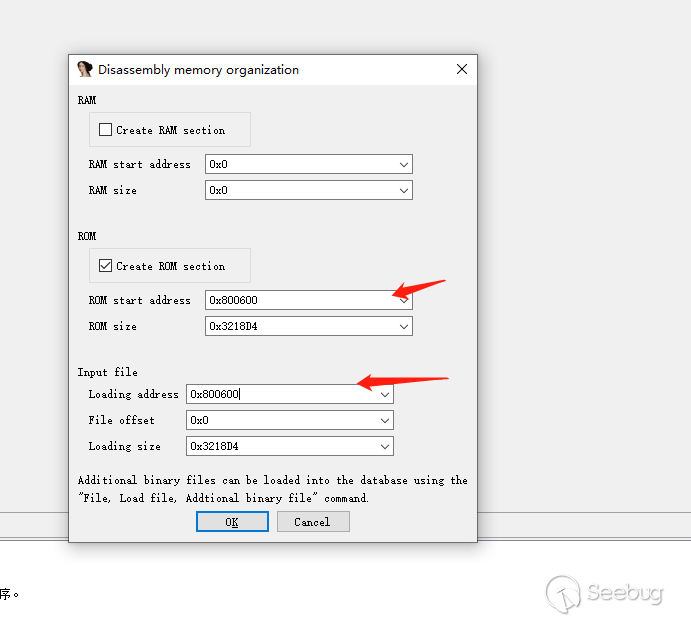 Disassembly memory organization
RAM
Create RAM section
RAM start address 0x0
RAM size 0x0
ROM
Create ROM section
ROM start address 0x800600
ROM size 0x3218D4
Input file
Loading address 0x800600
File offset 0x0
Loading size 0x3218D4
Additional binary files can be loaded into the database using the
"File, Load file, Addtional binary file" command.
OK Cancel
序。
Seebug